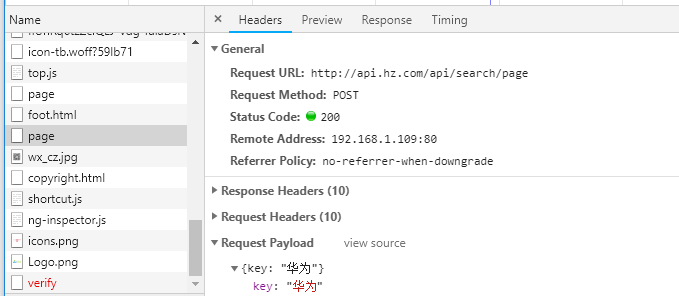 Name
icon-tb.woff?59lb71
top.js
page
foot.html
page
wx_cz.jpg
copyright.html
shortcut.js
ng-inspector.js
icons.png
Logo.png
verify
× Headers Preview Response Timing
▼ General
Request URL: http://api.hz.com/api/search/page
Request Method: POST
Status Code: 200
Remote Address: 192.168.1.109:80
Referrer Policy: no-referrer-when-downgrade
▶ Response Headers (10)
▶ Request Headers (10)
▼ Request Payload view source
▼{key: "华为"}
key: "华为"